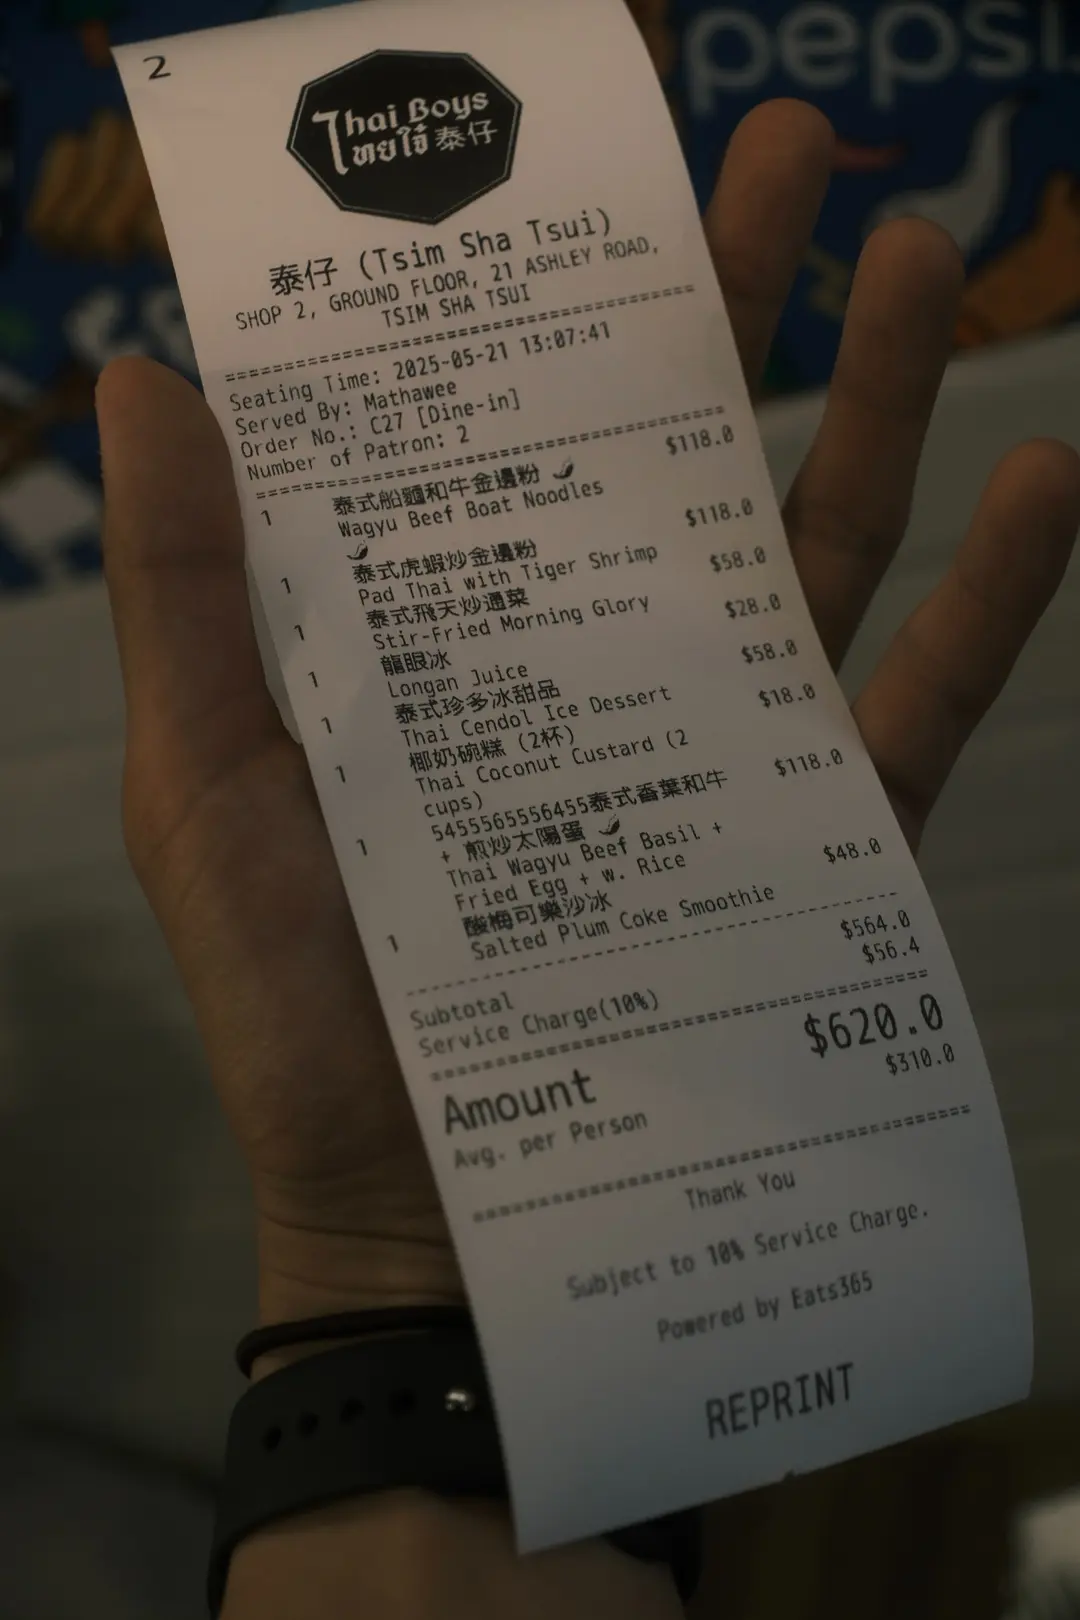 pepsi
2
Thai Boys
ทยใจ๋ 泰仔
泰仔 (Tsim Sha Tsui)
SHOP 2, GROUND FLOOR, 21 ASHLEY ROAD,
TSIM SHA TSUI
Seating Time: 2025-05-21 13:07:41
Served By: Mathawee
Order No.: C27 [Dine-in]
Number of Patron: 2
1 泰式船麵和牛金邊粉 $118.0
Wagyu Beef Boat Noodles
1 泰式虎蝦炒金邊粉 $118.0
Pad Thai with Tiger Shrimp
1 泰式飛天炒通菜 $58.0
Stir-Fried Morning Glory
1 龍眼冰 $28.0
Longan Juice
1 泰式珍多冰甜品 $58.0
Thai Cendol Ice Dessert
1 椰奶碗糕 (2杯) $18.0
Thai Coconut Custard (2
cups)
1 5455565556455泰式香葉和牛 $118.0
+ 煎炒太陽蛋
Thai Wagyu Beef Basil +
Fried Egg + w. Rice
1 酸梅可樂沙冰 $48.0
Salted Plum Coke Smoothie
Subtotal $564.0
Service Charge(10%) $56.4
Amount $620.0
Avg. per Person $310.0
Thank You
Subject to 10% Service Charge.
Powered by Eats365
REPRINT